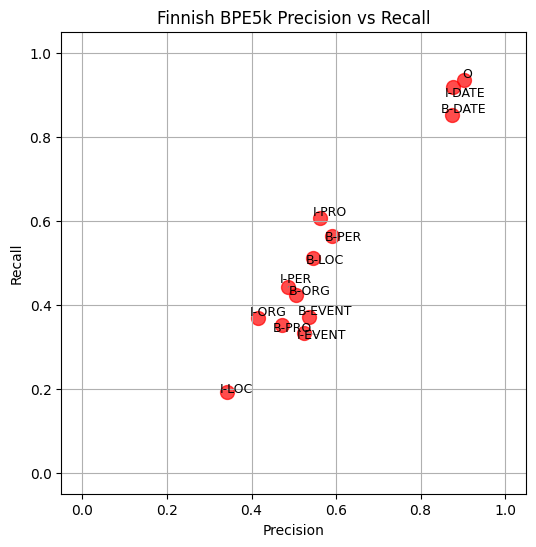 Finnish BPE5k Precision vs Recall
1.0
0.8
0.6
0.4
0.2
0.0
Recall
O
I-DATE
B-DATE
I-PRO
B-PER
B-LOC
I-PER
B-ORG
I-ORG
B-EVENT
B-PRO
I-EVENT
I-LOC
0.0 0.2 0.4 0.6 0.8 1.0
Precision